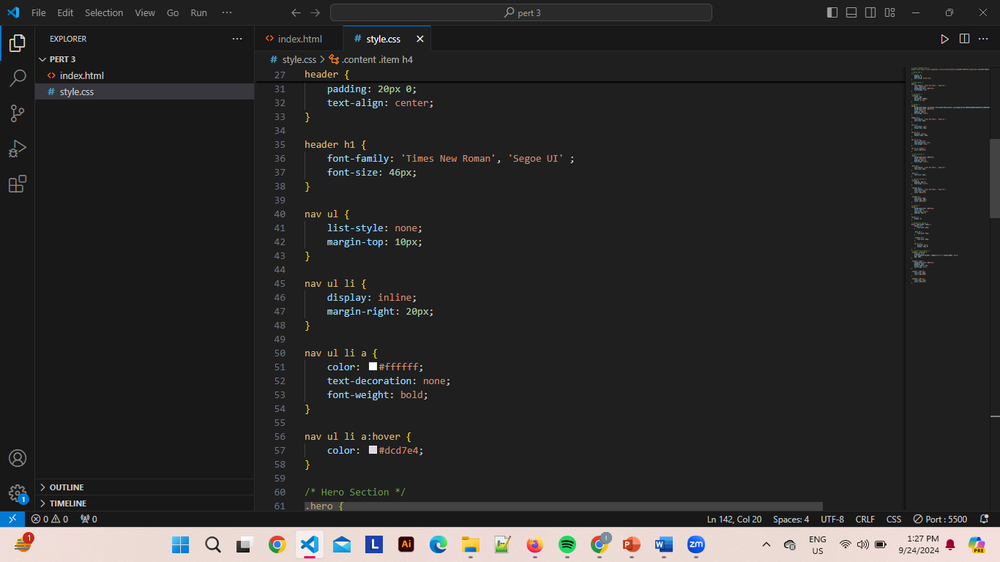 File Edit Selection View Go Run ··· pert 3
EXPLORER ···
PERT 3
index.html
# style.css
OUTLINE
TIMELINE
index.html # style.css ···
# style.css > .content .item h4
27 header {
31 padding: 20px 0;
32 text-align: center;
33 }
34
35 header h1 {
36 font-family: 'Times New Roman', 'Segoe UI' ;
37 font-size: 46px;
38 }
39
40 nav ul {
41 list-style: none;
42 margin-top: 10px;
43 }
44
45 nav ul li {
46 display: inline;
47 margin-right: 20px;
48 }
49
50 nav ul li a {
51 color: #ffffff;
52 text-decoration: none;
53 font-weight: bold;
54 }
55
56 nav ul li a:hover {
57 color: #dcd7e4;
58 }
59
60 /* Hero Section */
61 .hero {
1
0 0 0 Ln 142, Col 20 Spaces: 4 UTF-8 CRLF CSS Port : 5500
1 L Ai P W zm ENG US 1:27 PM 9/24/2024 PRE